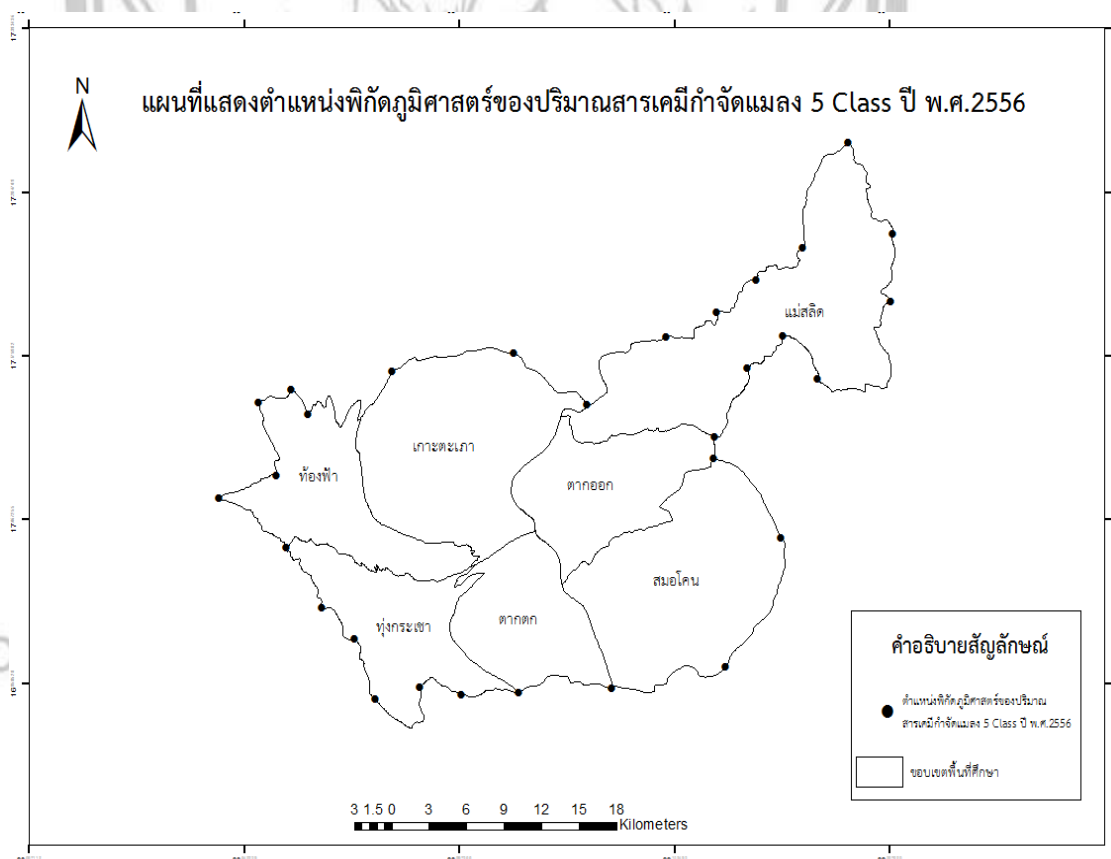 แผนที่แสดงตำแหน่งพิกัดภูมิศาสตร์ของปริมาณสารเคมีกำจัดแมลง 5 Class ปี พ.ศ.2556
N
แม่สลิด
เกาะตะเภา
ท้องฟ้า
ตากออก
สมอโคน
ตากตก
ทุ่งกระเชา
คำอธิบายสัญลักษณ์
ตำแหน่งพิกัดภูมิศาสตร์ของปริมาณ
สารเคมีกำจัดแมลง 5 Class ปี พ.ศ.2556
ขอบเขตพื้นที่ศึกษา
3 1.5 0 3 6 9 12 15 18
Kilometers